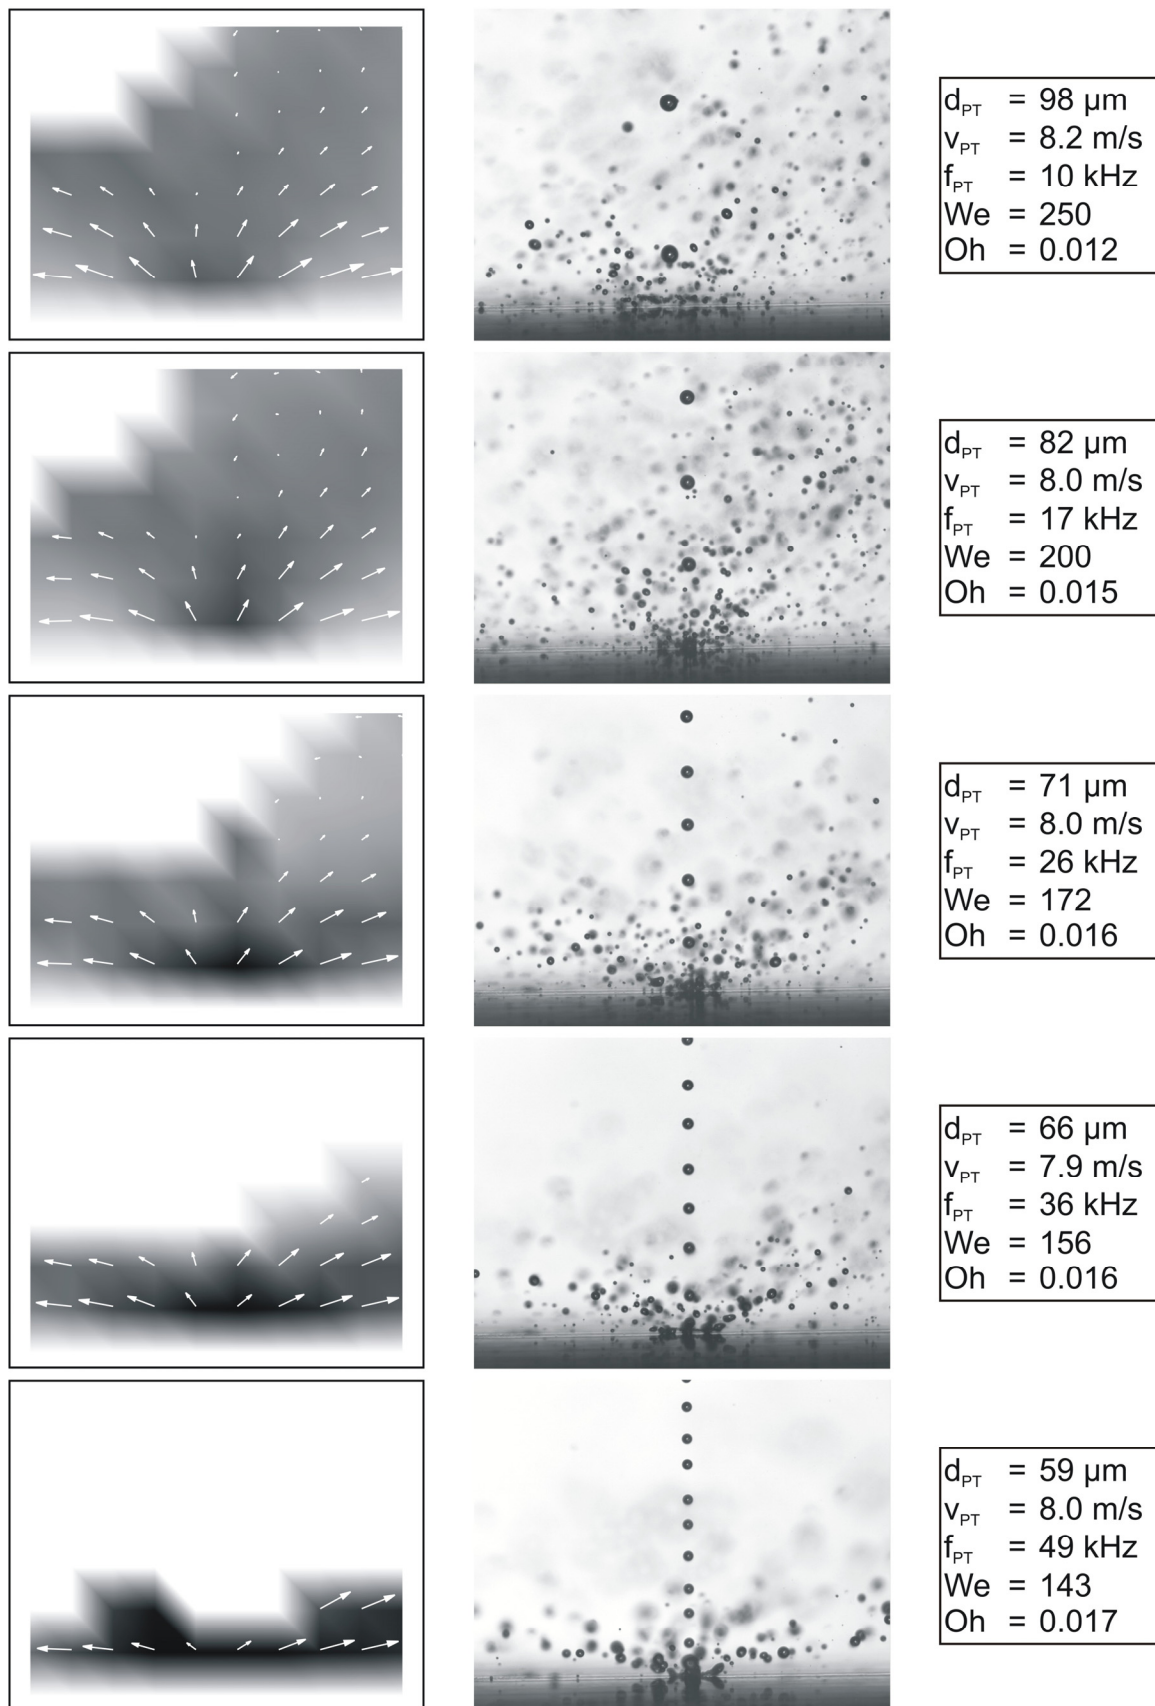 d_PT = 98 µm
v_PT = 8.2 m/s
f_PT = 10 kHz
We = 250
Oh = 0.012
d_PT = 82 µm
v_PT = 8.0 m/s
f_PT = 17 kHz
We = 200
Oh = 0.015
d_PT = 71 µm
v_PT = 8.0 m/s
f_PT = 26 kHz
We = 172
Oh = 0.016
d_PT = 66 µm
v_PT = 7.9 m/s
f_PT = 36 kHz
We = 156
Oh = 0.016
d_PT = 59 µm
v_PT = 8.0 m/s
f_PT = 49 kHz
We = 143
Oh = 0.017